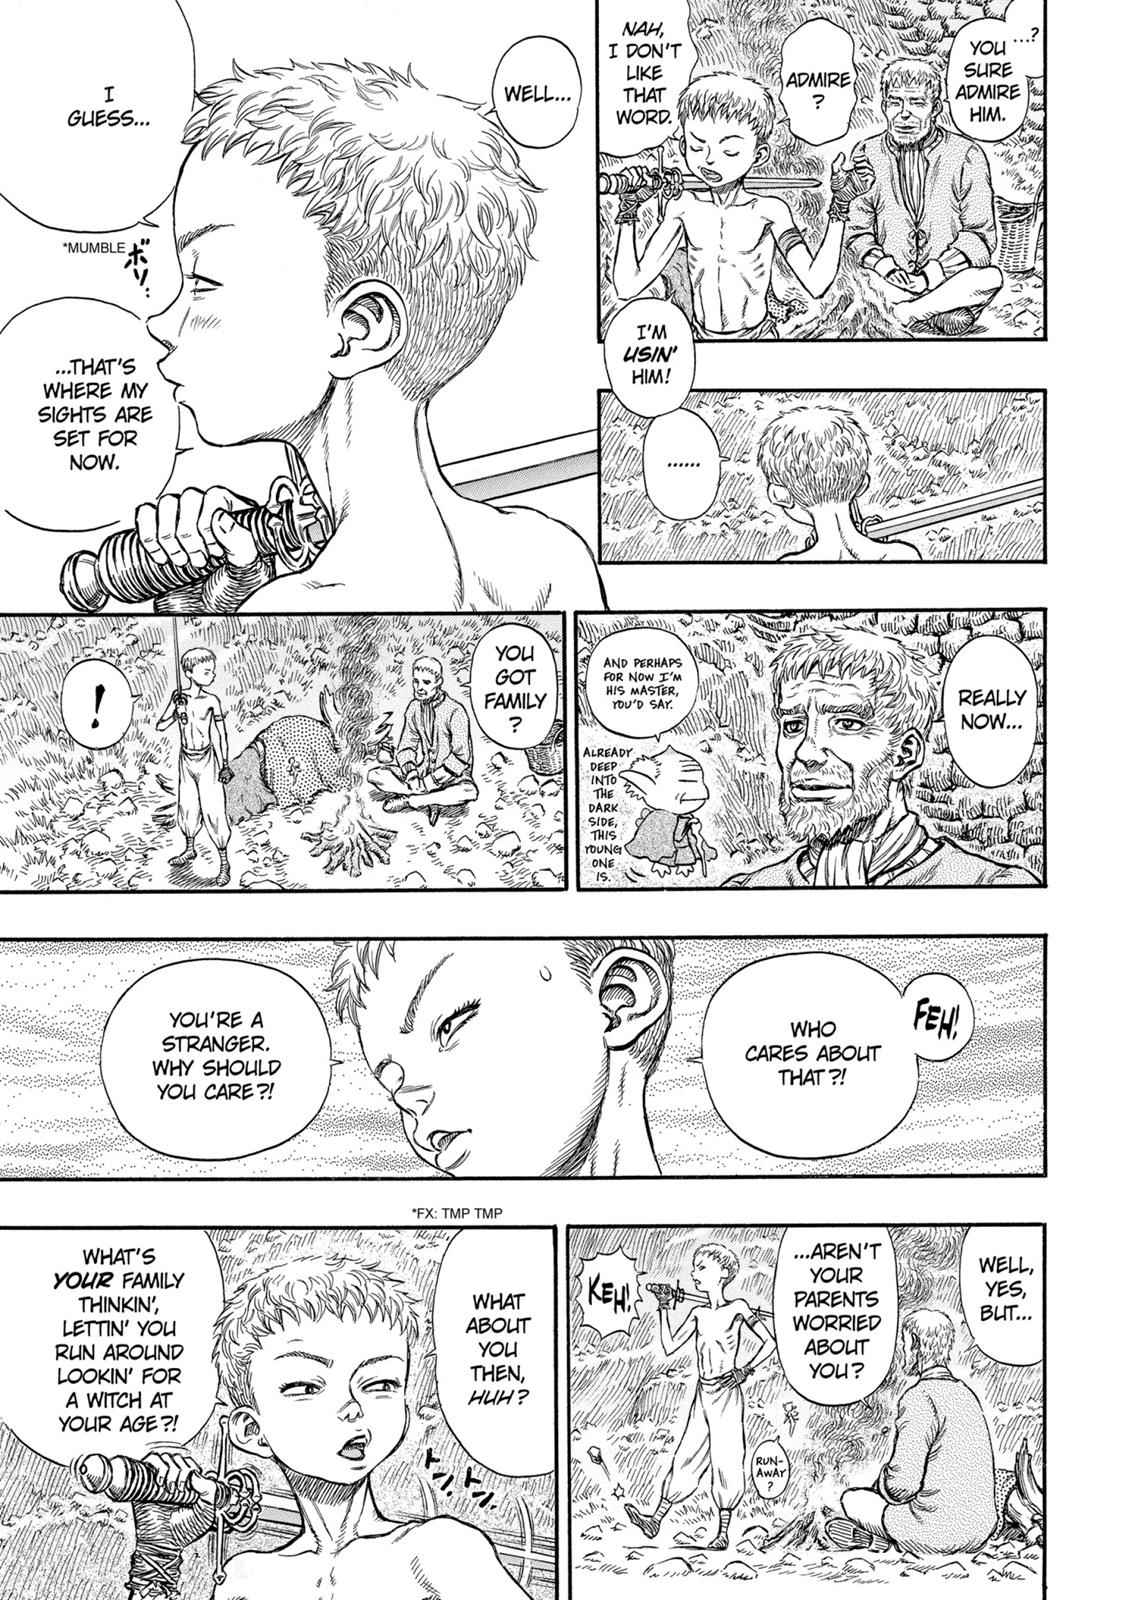 ...?
YOU
SURE
ADMIRE
HIM.
ADMIRE
?
NAH,
I DON'T
LIKE
THAT
WORD.
I'M
USIN'
HIM!
......
WELL...
I
GUESS...
*MUMBLE
ボソ..
...THAT'S
WHERE MY
SIGHTS ARE
SET FOR
NOW.
REALLY
NOW...
AND PERHAPS
FOR NOW I'M
HIS MASTER,
YOU'D SAY.
ALREADY
DEEP
INTO
THE
DARK
SIDE,
THIS
YOUNG
ONE
IS.
YOU
GOT
FAMILY
?
!
FEH!
WHO
CARES ABOUT
THAT?!
YOU'RE A
STRANGER.
WHY SHOULD
YOU CARE?!
WELL,
YES,
BUT...
...AREN'T
YOUR
PARENTS
WORRIED
ABOUT
YOU?
KEH!
RUN-
AWAY
?
*FX: TMP TMP
WHAT
ABOUT
YOU
THEN,
HUH?
トン、トン、
WHAT'S
YOUR FAMILY
THINKIN',
LETTIN' YOU
RUN AROUND
LOOKIN' FOR
A WITCH AT
YOUR AGE?!